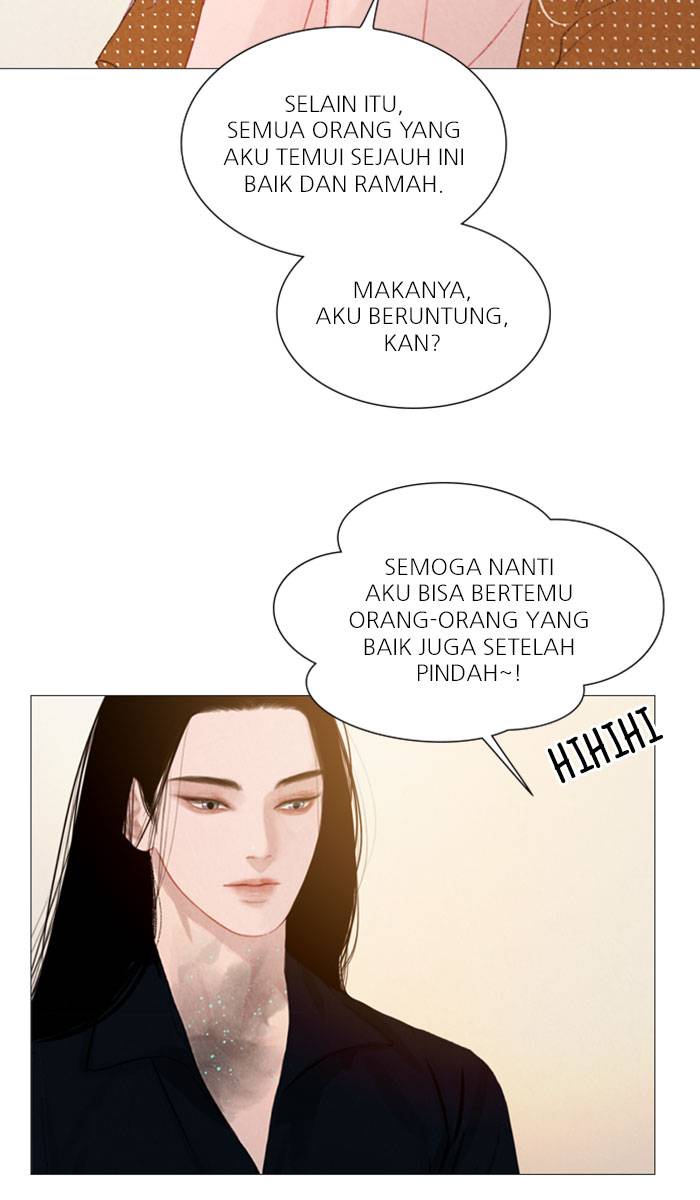 SELAIN ITU,
SEMUA ORANG YANG
AKU TEMUI SEJAUH INI
BAIK DAN RAMAH.
MAKANYA,
AKU BERUNTUNG,
KAN?
SEMOGA NANTI
AKU BISA BERTEMU
ORANG-ORANG YANG
BAIK JUGA SETELAH
PINDAH~!
HIHIHI